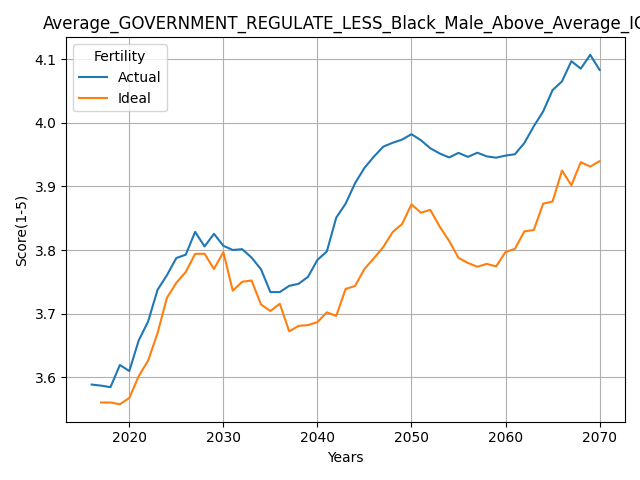 Average_GOVERNMENT_REGULATE_LESS_Black_Male_Above_Average_IQ
Fertility
Actual
Ideal
Score(1-5)
4.1
4.0
3.9
3.8
3.7
3.6
2020 2030 2040 2050 2060 2070
Years